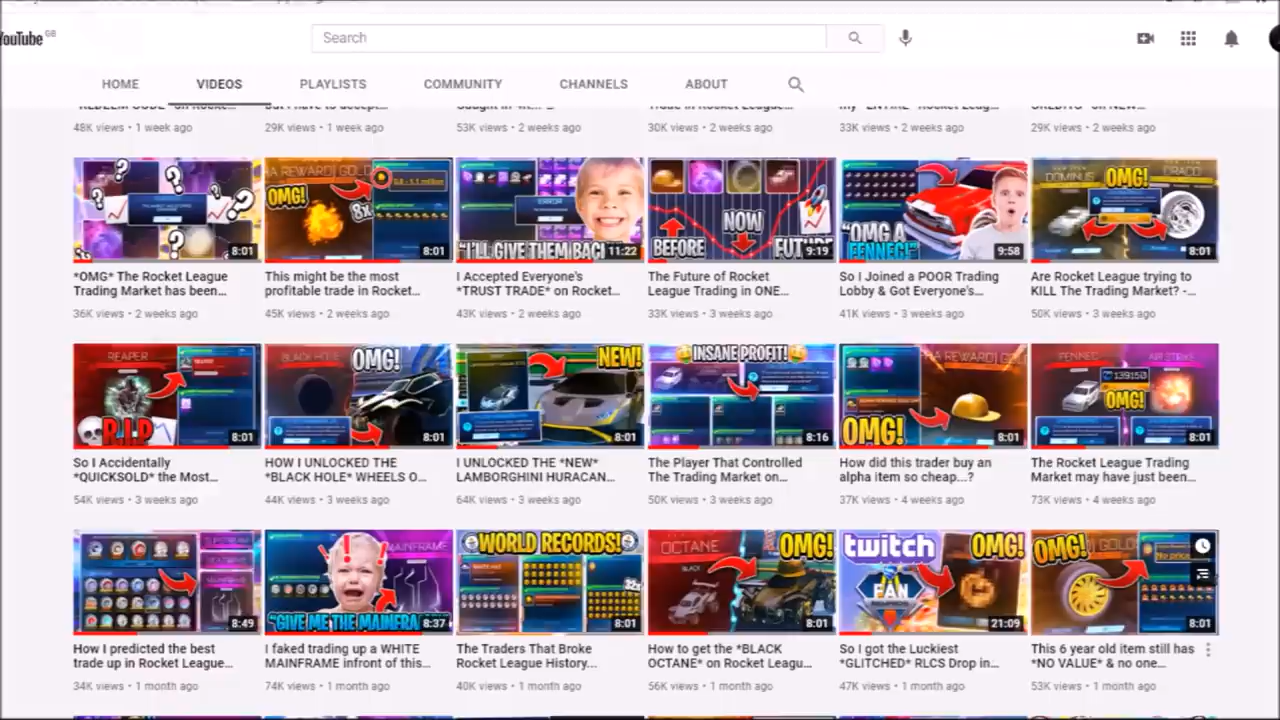 YouTube GB
Search
HOME VIDEOS PLAYLISTS COMMUNITY CHANNELS ABOUT
48K views • 1 week ago
29K views • 1 week ago
53K views • 2 weeks ago
30K views • 2 weeks ago
33K views • 2 weeks ago
29K views • 2 weeks ago
8:01
OMG!
8x
8:01
"I'LL GIVE THEM BACK
11:22
BEFORE
NOW
FUTURE
9:19
"OMG A
FENNEC!"
9:58
DOMINUS
OMG!
DRACO
8:01
*OMG* The Rocket League
Trading Market has been...
36K views • 2 weeks ago
This might be the most
profitable trade in Rocket...
45K views • 2 weeks ago
I Accepted Everyone's
*TRUST TRADE* on Rocket...
43K views • 2 weeks ago
The Future of Rocket
League Trading in ONE...
33K views • 3 weeks ago
So I Joined a POOR Trading
Lobby & Got Everyone's...
41K views • 3 weeks ago
Are Rocket League trying to
KILL The Trading Market? -...
50K views • 3 weeks ago
REAPER
R.I.P
8:01
BLACK HOLE
OMG!
8:01
NEW!
8:01
INSANE PROFIT!
8:16
HA REWARD| GOL
OMG!
8:01
FENNEC
AIR STRIKE
139150
OMG!
8:01
So I Accidentally
*QUICKSOLD* the Most...
54K views • 3 weeks ago
HOW I UNLOCKED THE
*BLACK HOLE* WHEELS O...
44K views • 3 weeks ago
I UNLOCKED THE *NEW*
LAMBORGHINI HURACAN...
64K views • 3 weeks ago
The Player That Controlled
The Trading Market on...
50K views • 3 weeks ago
How did this trader buy an
alpha item so cheap...?
37K views • 4 weeks ago
The Rocket League Trading
Market may have just been...
73K views • 4 weeks ago
8:49
MAINFRAME
"GIVE ME THE MAINFRA
8:37
WORLD RECORDS!
32x
8:01
OCTANE
BLACK
OMG!
8:01
twitch
OMG!
FAN
21:09
OMG!
GOLD
No price
8:01
How I predicted the best
trade up in Rocket League...
34K views • 1 month ago
I faked trading up a WHITE
MAINFRAME infront of this...
74K views • 1 month ago
The Traders That Broke
Rocket League History...
40K views • 1 month ago
How to get the *BLACK
OCTANE* on Rocket Leagu...
56K views • 1 month ago
So I got the Luckiest
*GLITCHED* RLCS Drop in...
47K views • 1 month ago
This 6 year old item still has
*NO VALUE* & no one...
53K views • 1 month ago